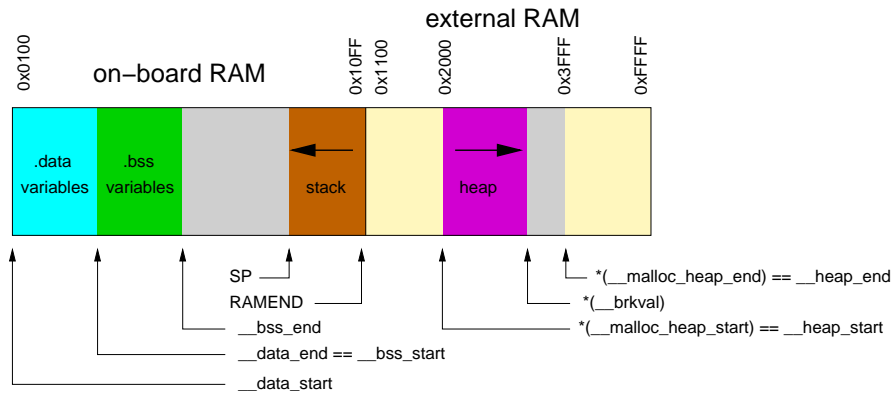 external RAM
on−board RAM
0x0100
0x10FF
0x1100
0x2000
0x3FFF
0xFFFF
.data
variables
.bss
variables
stack
heap
SP
RAMEND
__bss_end
__data_end == __bss_start
__data_start
*(__malloc_heap_end) == __heap_end
*(__brkval)
*(__malloc_heap_start) == __heap_start